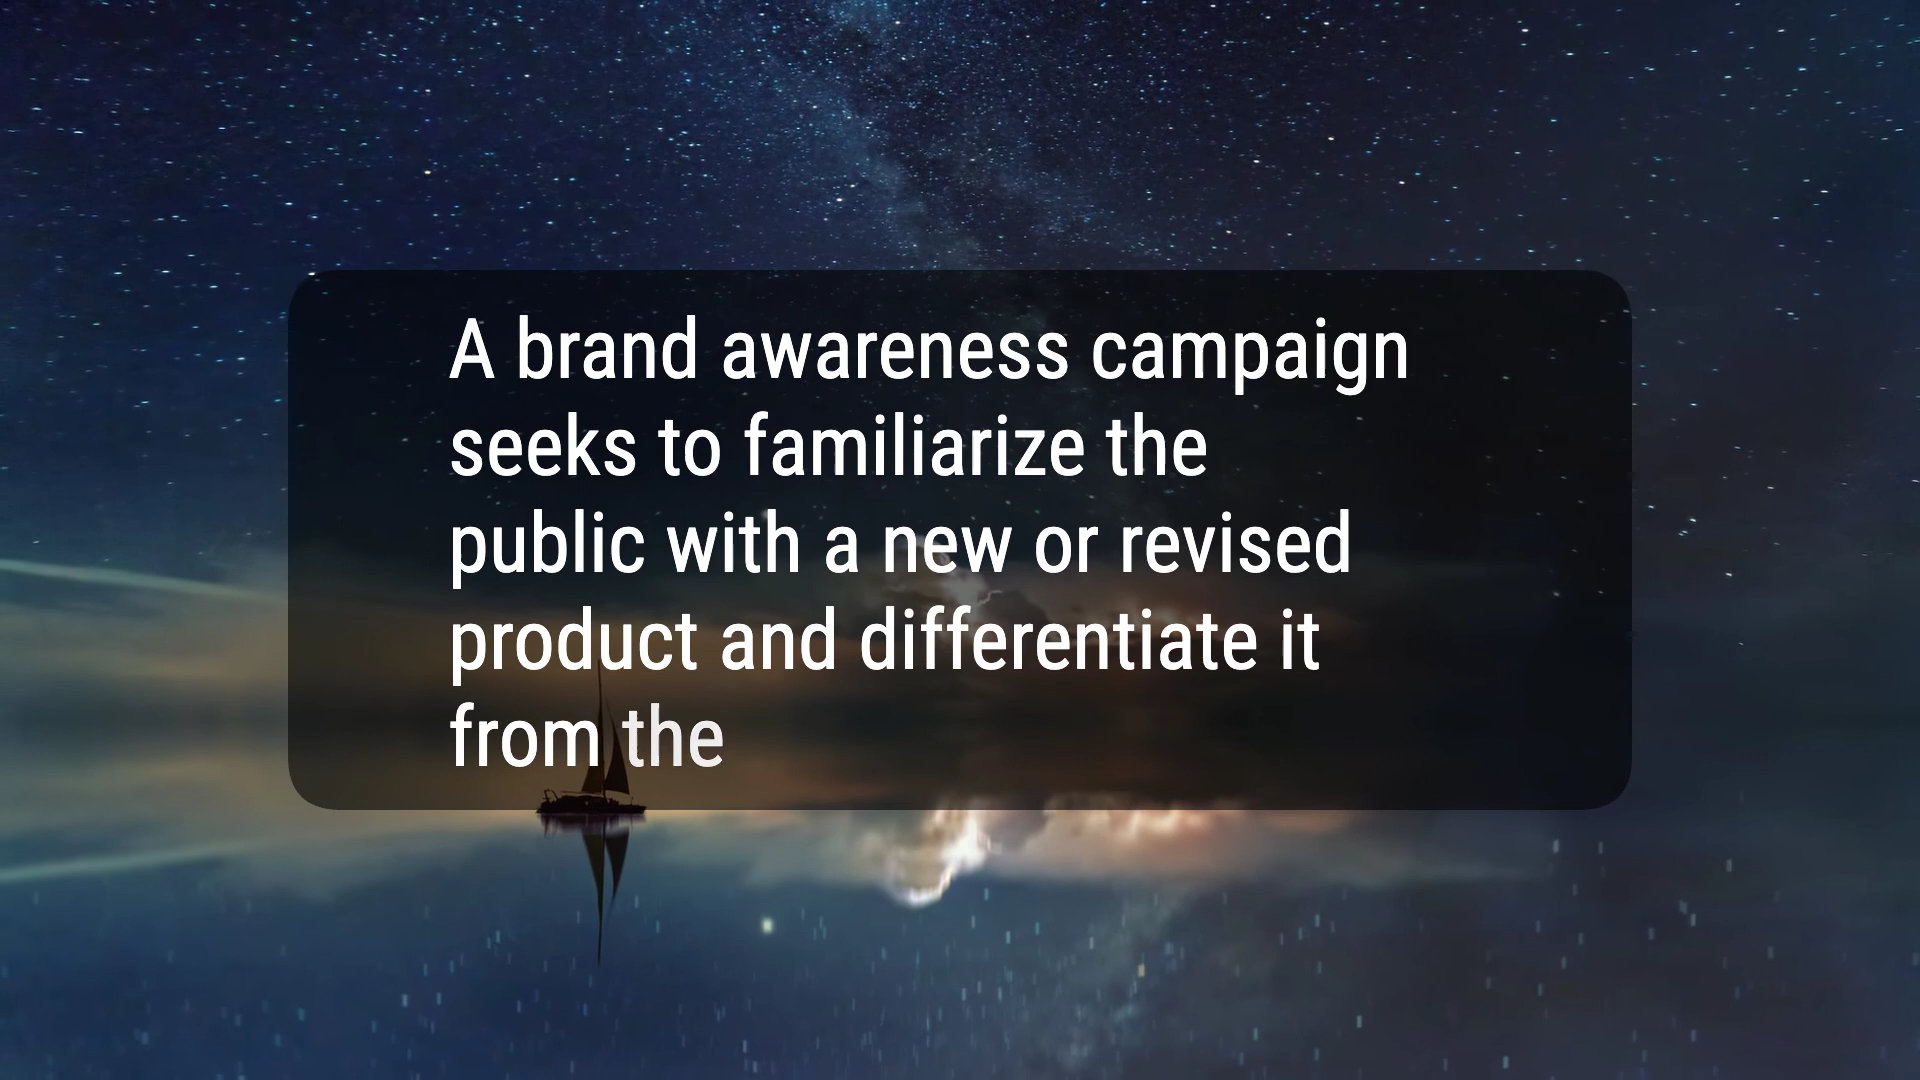 A brand awareness campaign
seeks to familiarize the
public with a new or revised
product and differentiate it
from the